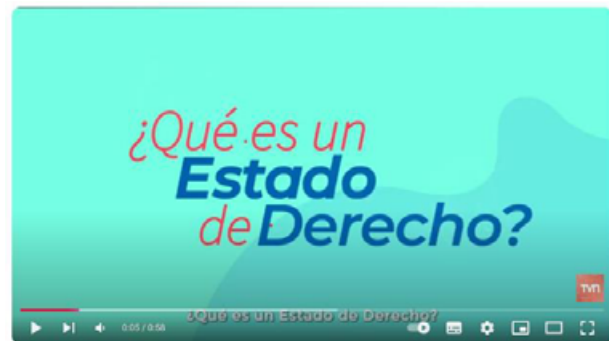 ¿Qué es un
Estado
de Derecho?
TVN
¿Qué es un Estado de Derecho?
0:05 / 0:58